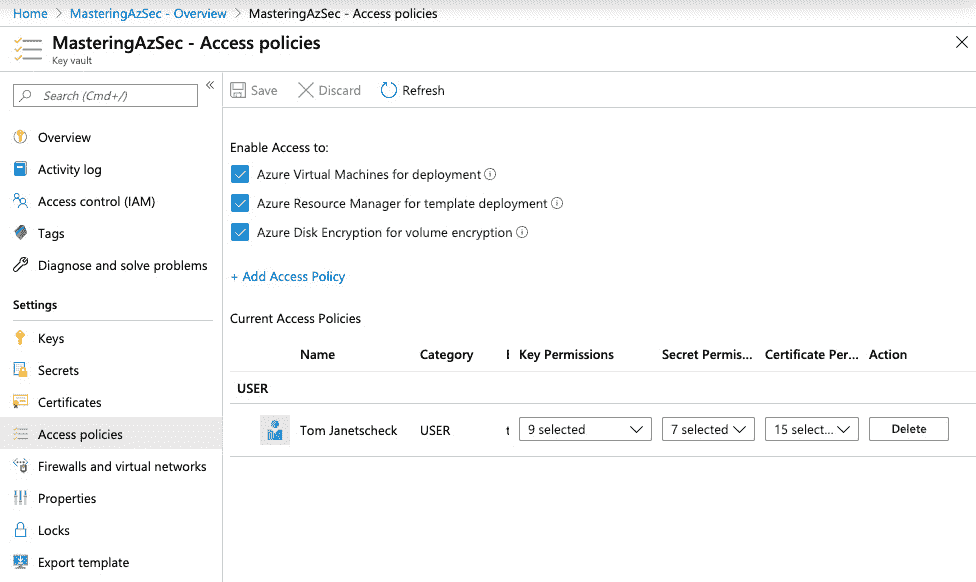 Home > MasteringAzSec - Overview > MasteringAzSec - Access policies
MasteringAzSec - Access policies
Key vault
Search (Cmd+/)
Overview
Activity log
Access control (IAM)
Tags
Diagnose and solve problems
Settings
Keys
Secrets
Certificates
Access policies
Firewalls and virtual networks
Properties
Locks
Export template
Save Discard Refresh
Enable Access to:
Azure Virtual Machines for deployment
Azure Resource Manager for template deployment
Azure Disk Encryption for volume encryption
+ Add Access Policy
Current Access Policies
Name Category Key Permissions Secret Permis... Certificate Per... Action
USER
Tom Janetscheck USER t 9 selected 7 selected 15 select... Delete